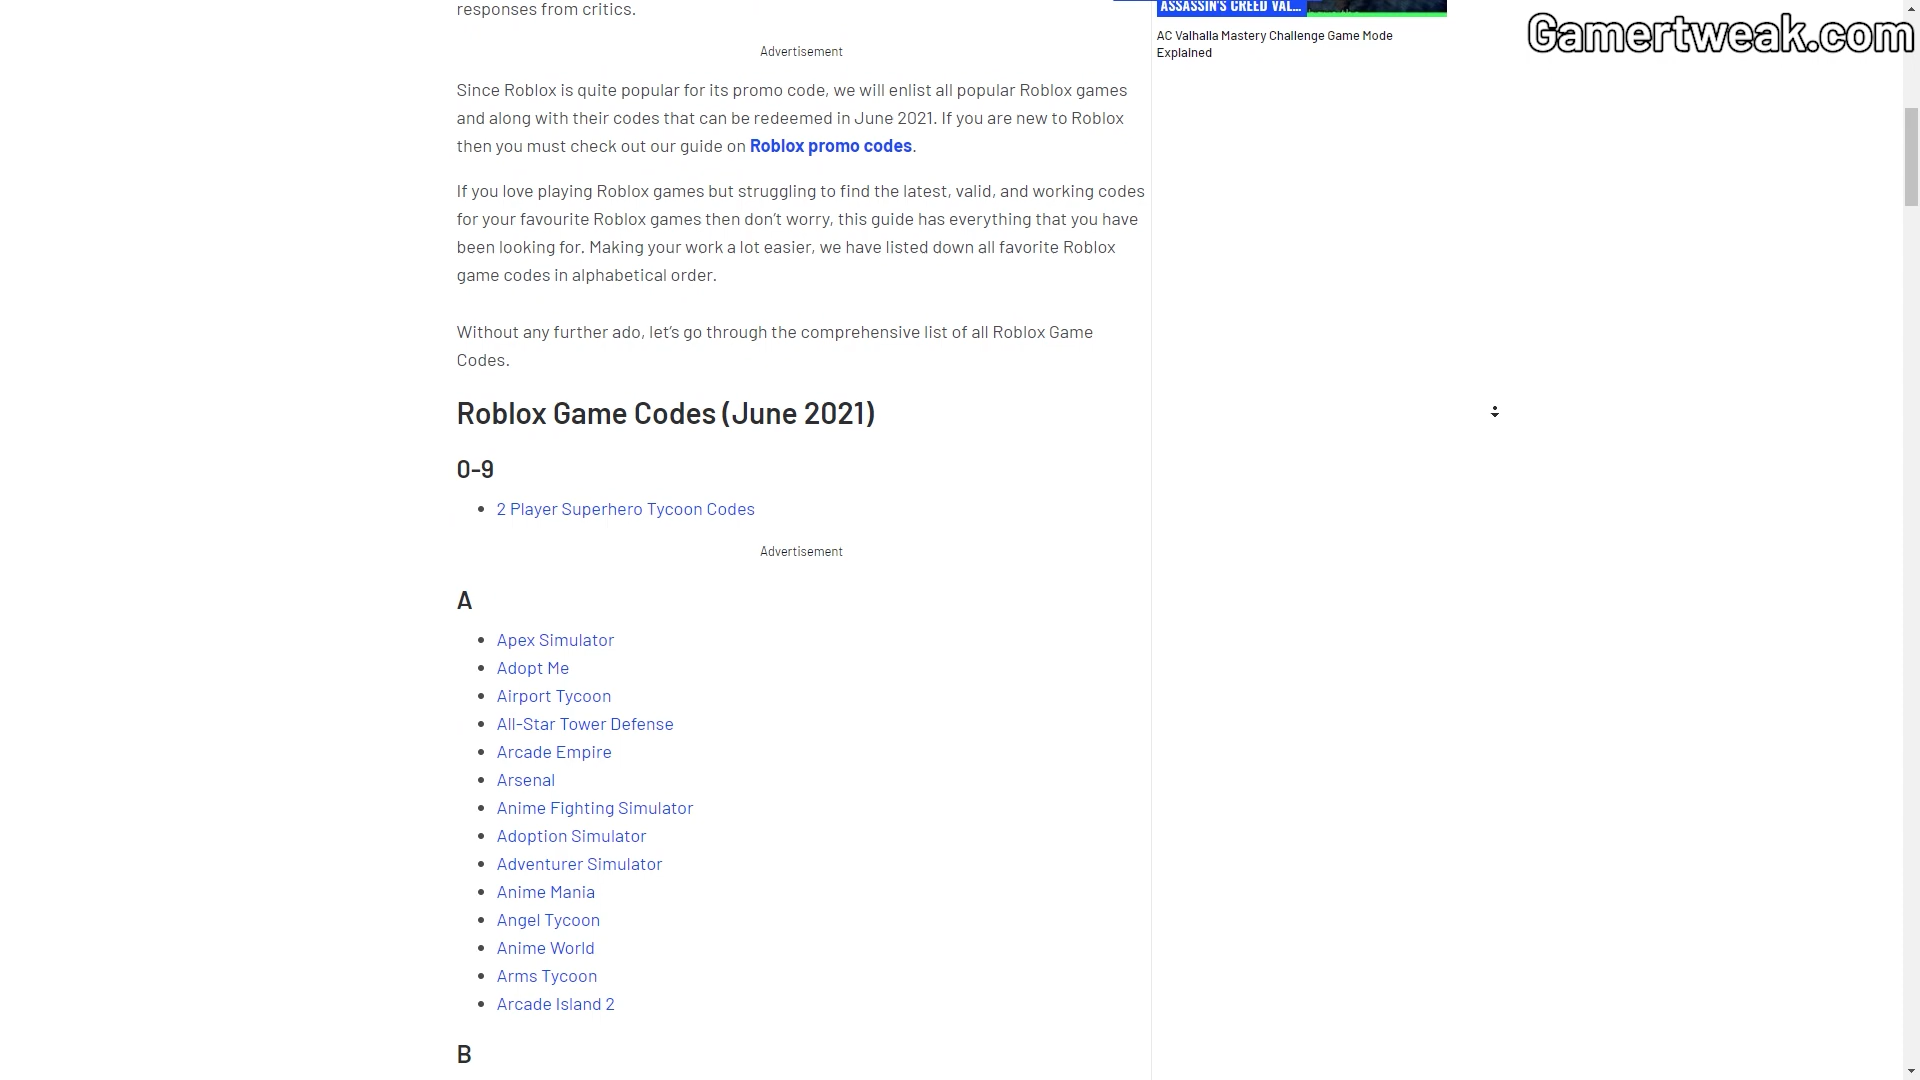 responses from critics.
ASSASSIN'S CREED VAL...
AC Valhalla Mastery Challenge Game Mode
Explained
Gamertweak.com
Advertisement
Since Roblox is quite popular for its promo code, we will enlist all popular Roblox games
and along with their codes that can be redeemed in June 2021. If you are new to Roblox
then you must check out our guide on Roblox promo codes.
If you love playing Roblox games but struggling to find the latest, valid, and working codes
for your favourite Roblox games then don’t worry, this guide has everything that you have
been looking for. Making your work a lot easier, we have listed down all favorite Roblox
game codes in alphabetical order.
Without any further ado, let’s go through the comprehensive list of all Roblox Game
Codes.
Roblox Game Codes (June 2021)
0-9
2 Player Superhero Tycoon Codes
Advertisement
A
Apex Simulator
Adopt Me
Airport Tycoon
All-Star Tower Defense
Arcade Empire
Arsenal
Anime Fighting Simulator
Adoption Simulator
Adventurer Simulator
Anime Mania
Angel Tycoon
Anime World
Arms Tycoon
Arcade Island 2
B